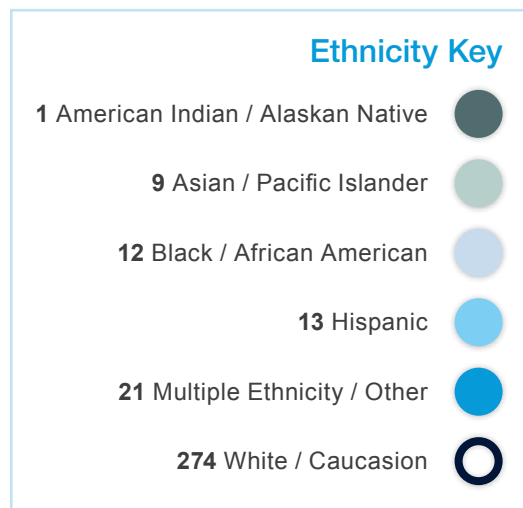 Ethnicity Key
1 American Indian / Alaskan Native
9 Asian / Pacific Islander
12 Black / African American
13 Hispanic
21 Multiple Ethnicity / Other
274 White / Caucasion